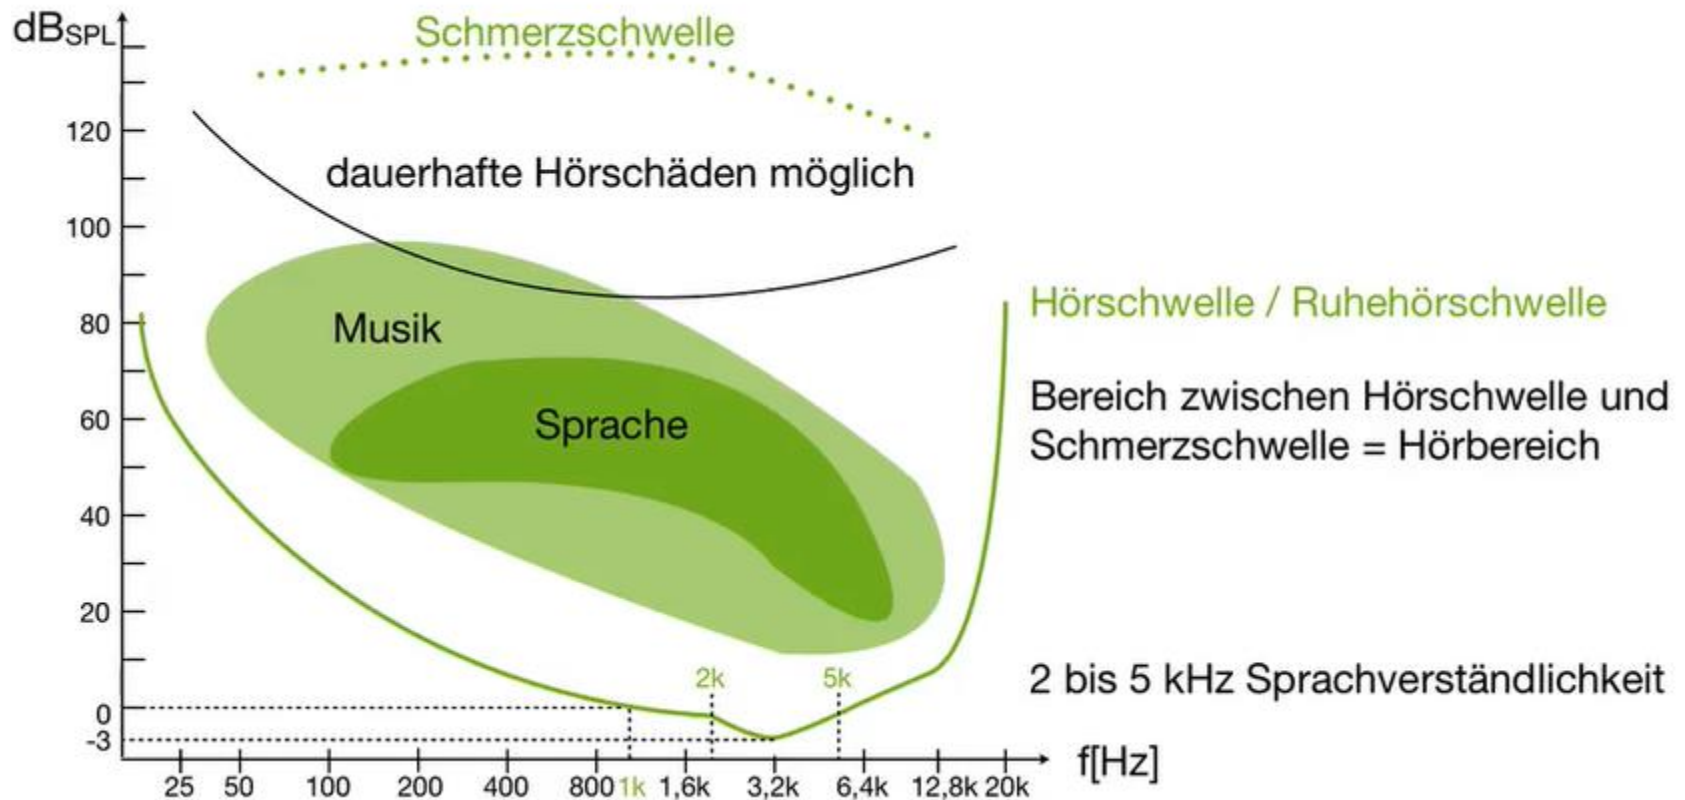 dBSPL
Schmerzschwelle
120
dauerhafte Hörschäden möglich
100
80
Musik
Hörschwelle / Ruhehörschwelle
Bereich zwischen Hörschwelle und
Schmerzschwelle = Hörbereich
60
Sprache
40
20
2k
5k
2 bis 5 kHz Sprachverständlichkeit
0
-3
f[Hz]
25 50 100 200 400 800 1k 1,6k 3,2k 6,4k 12,8k 20k